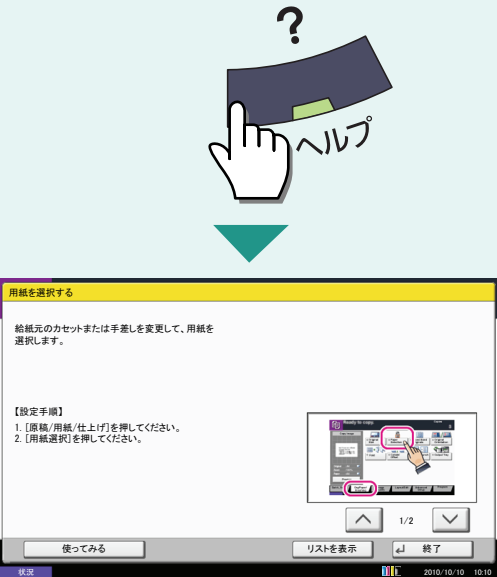 ?
ヘルプ
用紙を選択する
給紙元のカセットまたは手差しを変更して、用紙を
選択します。
【設定手順】
1. [原稿/用紙/仕上げ]を押してください。
2. [用紙選択]を押してください。
Ready to copy.
1/2
使ってみる
リストを表示
終了
状況
2010/10/10 10:10